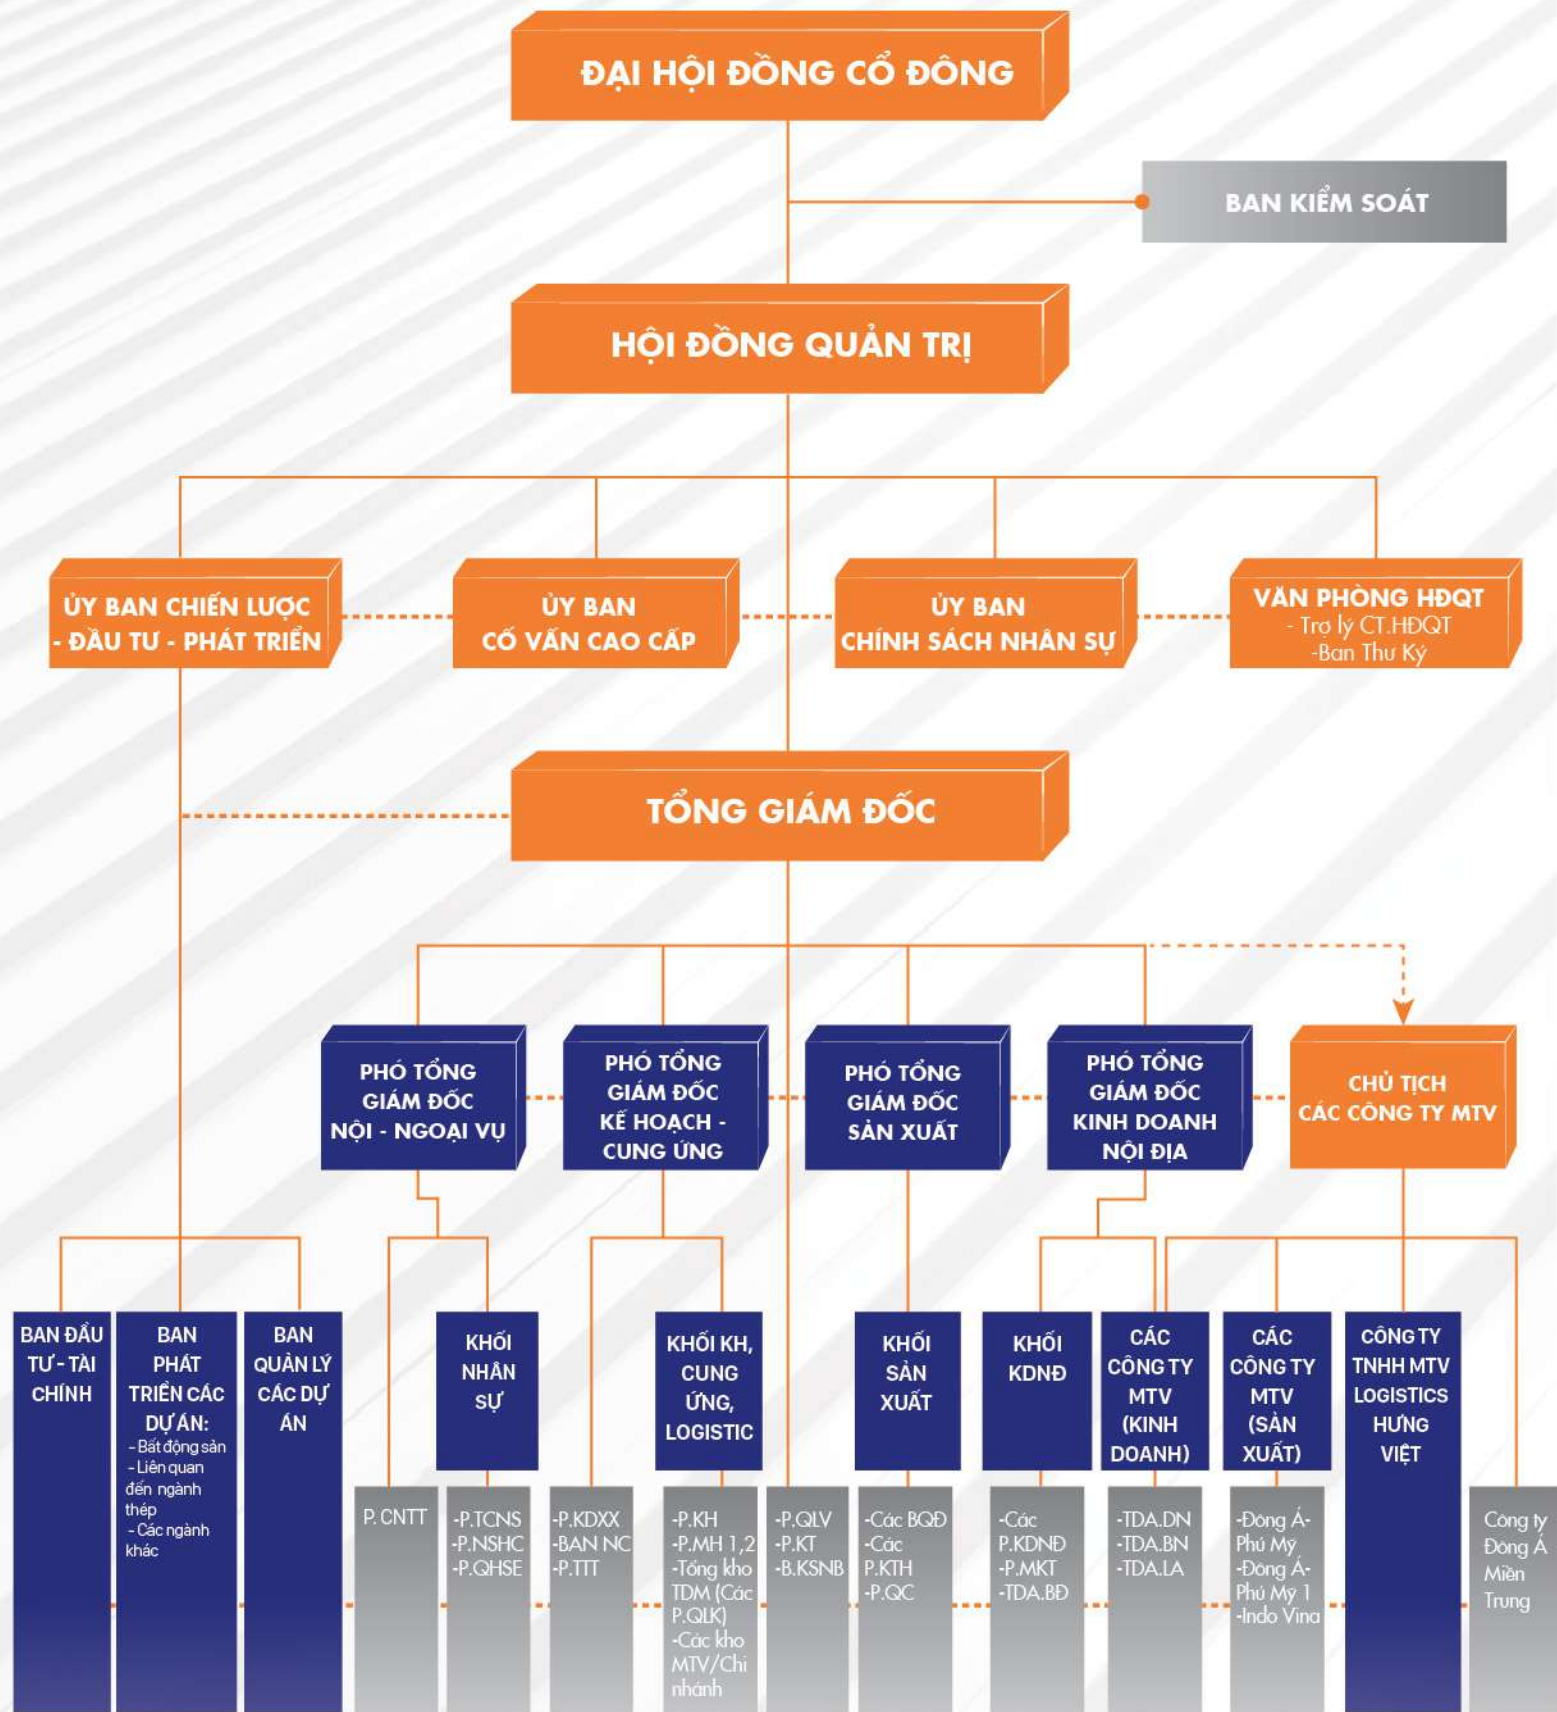 ĐẠI HỘI ĐỒNG CỔ ĐÔNG
BAN KIỂM SOÁT
HỘI ĐỒNG QUẢN TRỊ
ỦY BAN CHIẾN LƯỢC
- ĐẦU TƯ - PHÁT TRIỂN
ỦY BAN
CỐ VẤN CAO CẤP
ỦY BAN
CHÍNH SÁCH NHÂN SỰ
VĂN PHÒNG HĐQT
- Trợ lý CT.HĐQT
-Ban Thư Ký
TỔNG GIÁM ĐỐC
PHÓ TỔNG
GIÁM ĐỐC
NỘI - NGOẠI VỤ
PHÓ TỔNG
GIÁM ĐỐC
KẾ HOẠCH -
CUNG ỨNG
PHÓ TỔNG
GIÁM ĐỐC
SẢN XUẤT
PHÓ TỔNG
GIÁM ĐỐC
KINH DOANH
NỘI ĐỊA
CHỦ TỊCH
CÁC CÔNG TY MTV
BAN ĐẦU
TƯ - TÀI
CHÍNH
BAN
PHÁT
TRIỂN CÁC
DỰ ÁN:
- Bất động sản
- Liên quan
đến ngành
thép
- Các ngành
khác
BAN
QUẢN LÝ
CÁC DỰ
ÁN
KHỐI
NHÂN
SỰ
KHỐI KH,
CUNG
ỨNG,
LOGISTIC
KHỐI
SẢN
XUẤT
KHỐI
KDNĐ
CÁC
CÔNG TY
MTV
(KINH
DOANH)
CÁC
CÔNG TY
MTV
(SẢN
XUẤT)
CÔNG TY
TNHH MTV
LOGISTICS
HƯNG
VIỆT
P. CNTT
-P.TCNS
-P.NSHC
-P.QHSE
-P.KDXX
-BAN NC
-P.TTT
-P.KH
-P.MH 1,2
-Tổng kho
TDM (Các
P.QLK)
-Các kho
MTV/Chi
nhánh
-P.QLV
-P.KT
-B.KSNB
-Các BQĐ
-Các
P.KTH
-P.QC
-Các
P.KDNĐ
-P.MKT
-TDA.BĐ
-TDA.DN
-TDA.BN
-TDA.LA
-Đông Á-
Phú Mỹ
-Đông Á-
Phú Mỹ 1
-Indo Vina
Công ty
Đông Á
Miền
Trung